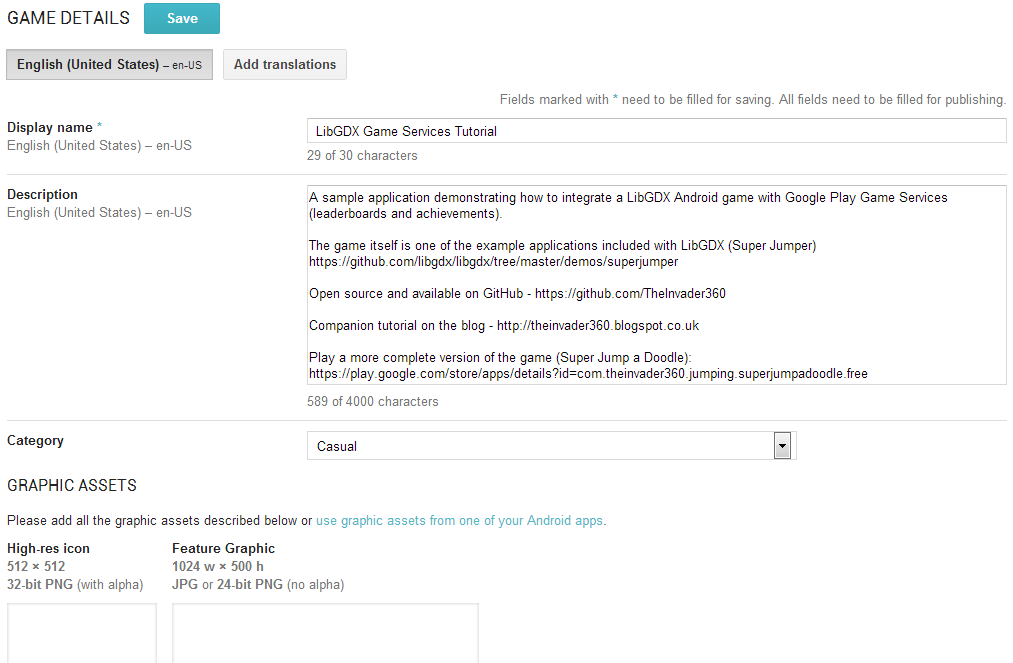 GAME DETAILS
Save
English (United States) – en-US
Add translations
Fields marked with * need to be filled for saving. All fields need to be filled for publishing.
Display name *
English (United States) – en-US
LibGDX Game Services Tutorial
29 of 30 characters
Description
English (United States) – en-US
A sample application demonstrating how to integrate a LibGDX Android game with Google Play Game Services
(leaderboards and achievements).
The game itself is one of the example applications included with LibGDX (Super Jumper)
https://github.com/libgdx/libgdx/tree/master/demos/superjumper
Open source and available on GitHub - https://github.com/TheInvader360
Companion tutorial on the blog - http://theinvader360.blogspot.co.uk
Play a more complete version of the game (Super Jump a Doodle):
https://play.google.com/store/apps/details?id=com.theinvader360.jumping.superjumpadoodle.free
589 of 4000 characters
Category
Casual
GRAPHIC ASSETS
Please add all the graphic assets described below or use graphic assets from one of your Android apps.
High-res icon
512 × 512
32-bit PNG (with alpha)
Feature Graphic
1024 w × 500 h
JPG or 24-bit PNG (no alpha)